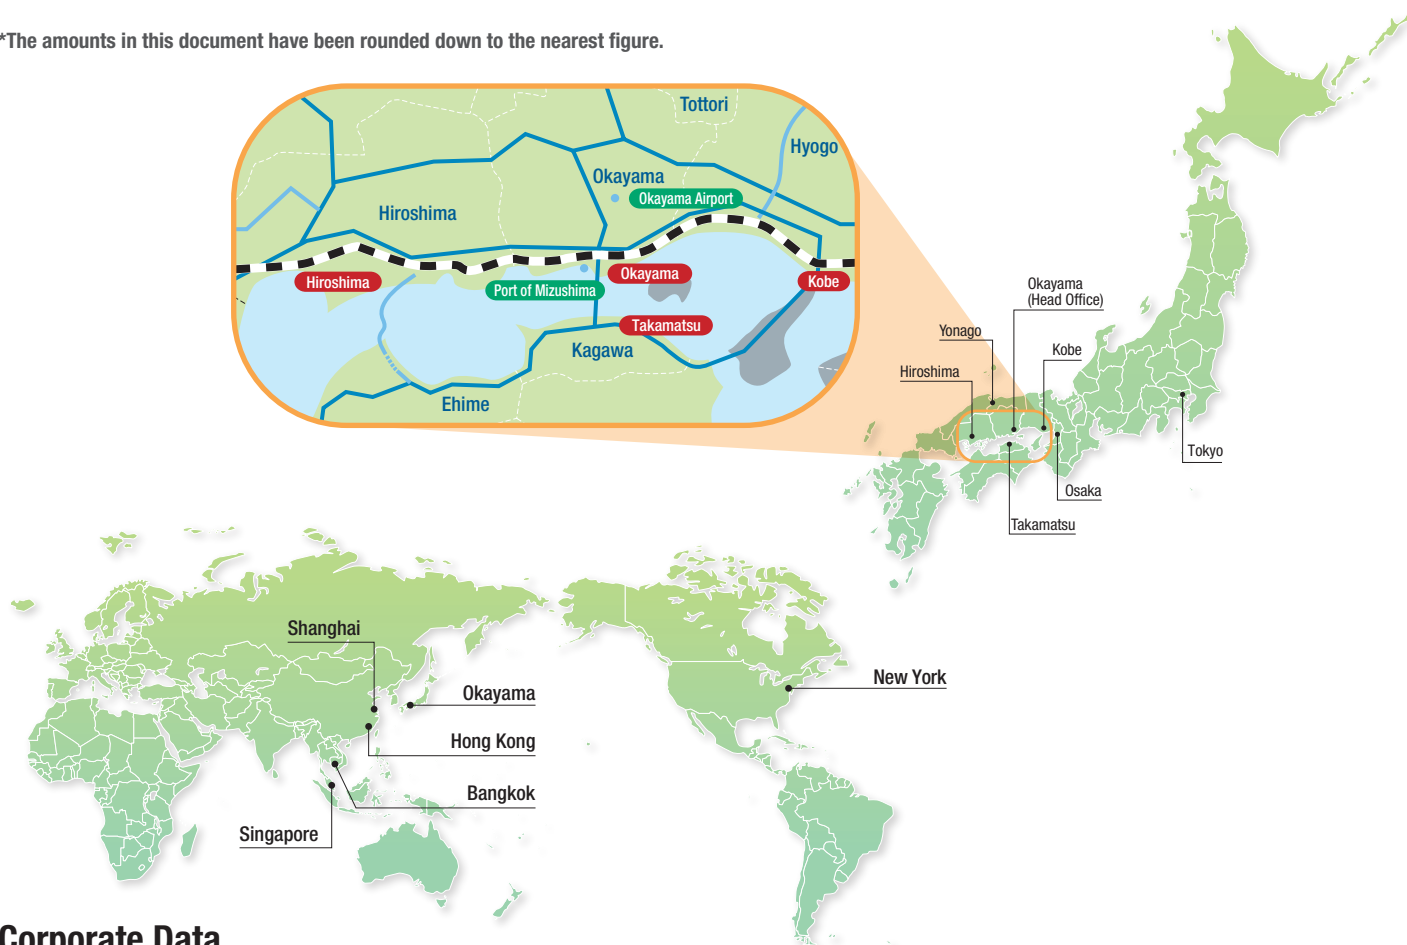 *The amounts in this document have been rounded down to the nearest figure.
Tottori
Hyogo
Okayama
Okayama Airport
Hiroshima
Hiroshima
Okayama
Kobe
Port of Mizushima
Takamatsu
Kagawa
Ehime
Okayama
(Head Office)
Yonago
Kobe
Hiroshima
Tokyo
Osaka
Takamatsu
Shanghai
Okayama
New York
Hong Kong
Bangkok
Singapore
Corporate Data